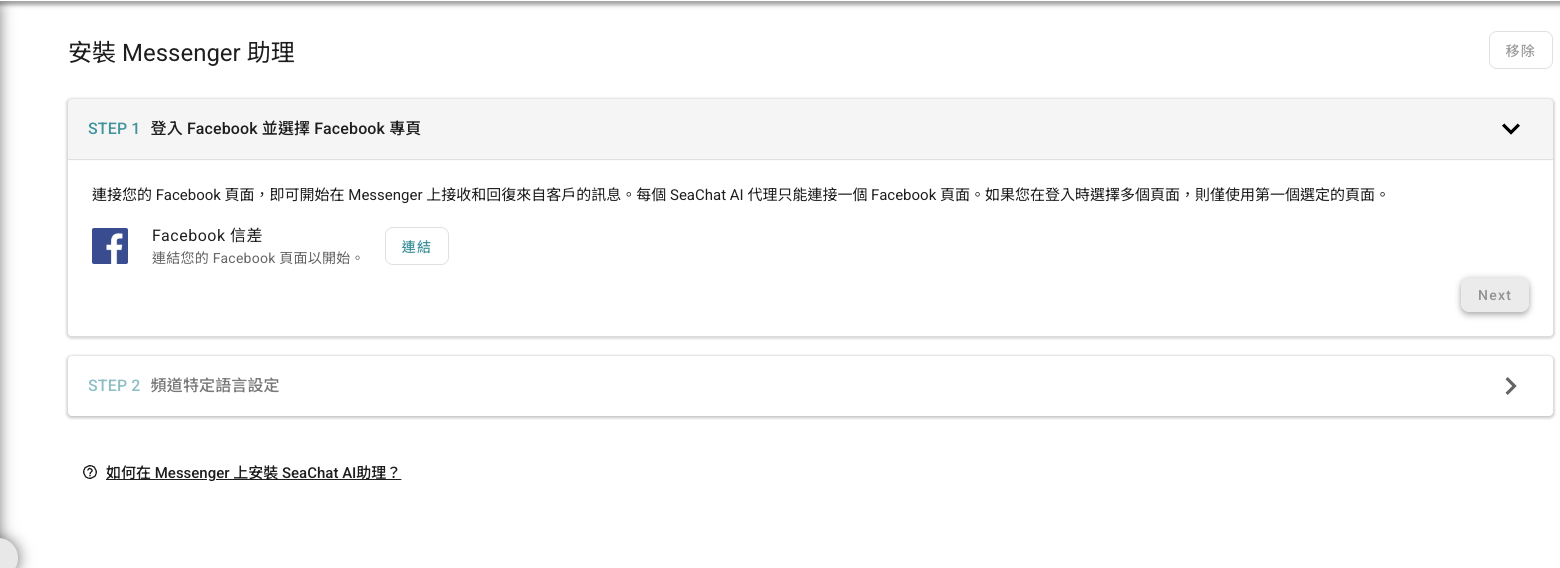 安裝 Messenger 助理
移除
STEP 1 登入 Facebook 並選擇 Facebook 專頁
連接您的 Facebook 頁面，即可開始在 Messenger 上接收和回復來自客戶的訊息。每個 SeaChat AI 代理只能連接一個 Facebook 頁面。如果您在登入時選擇多個頁面，則僅使用第一個選定的頁面。
Facebook 信差
連結您的 Facebook 頁面以開始。
連結
Next
STEP 2 頻道特定語言設定
如何在 Messenger 上安裝 SeaChat AI助理？